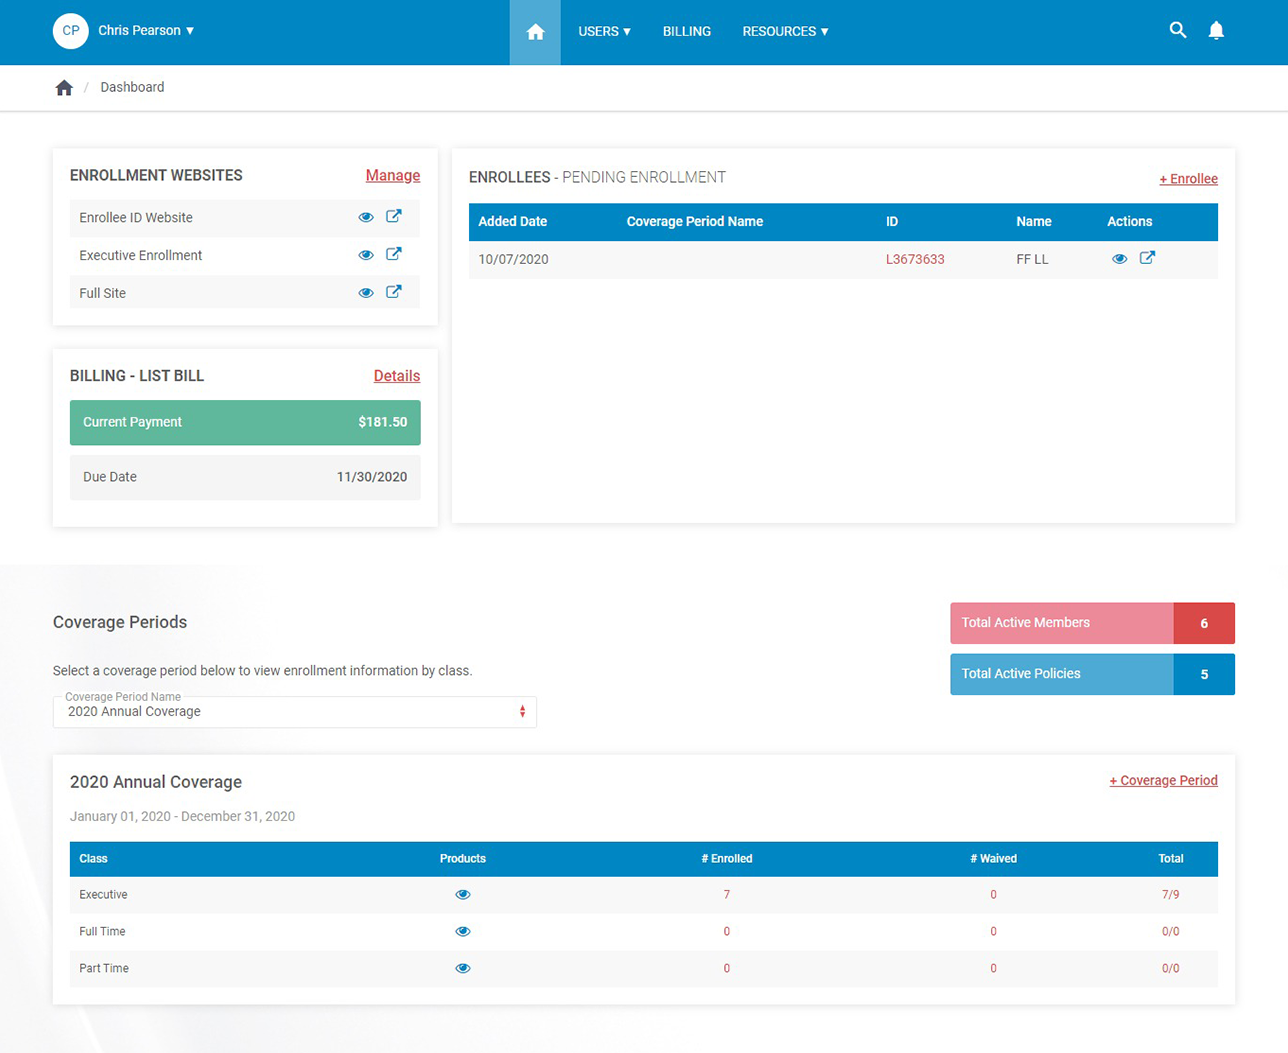 CP Chris Pearson ▼ USERS ▼ BILLING RESOURCES ▼
/ Dashboard
ENROLLMENT WEBSITES Manage
Enrollee ID Website
Executive Enrollment
Full Site
BILLING - LIST BILL Details
Current Payment $181.50
Due Date 11/30/2020
ENROLLEES - PENDING ENROLLMENT + Enrollee
Added Date Coverage Period Name ID Name Actions
10/07/2020 L3673633 FF LL
Coverage Periods
Select a coverage period below to view enrollment information by class.
Coverage Period Name
2020 Annual Coverage
Total Active Members 6
Total Active Policies 5
2020 Annual Coverage + Coverage Period
January 01, 2020 - December 31, 2020
Class Products # Enrolled # Waived Total
Executive 7 0 7/9
Full Time 0 0 0/0
Part Time 0 0 0/0